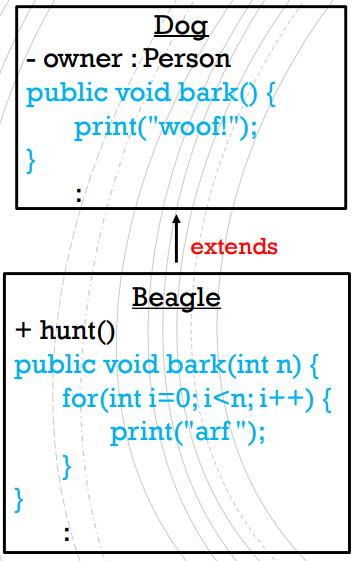 Dog
- owner : Person
public void bark() {
print("woof!");
}
:
extends
Beagle
+ hunt()
public void bark(int n) {
for(int i=0; i<n; i++) {
print("arf ");
}
}
: